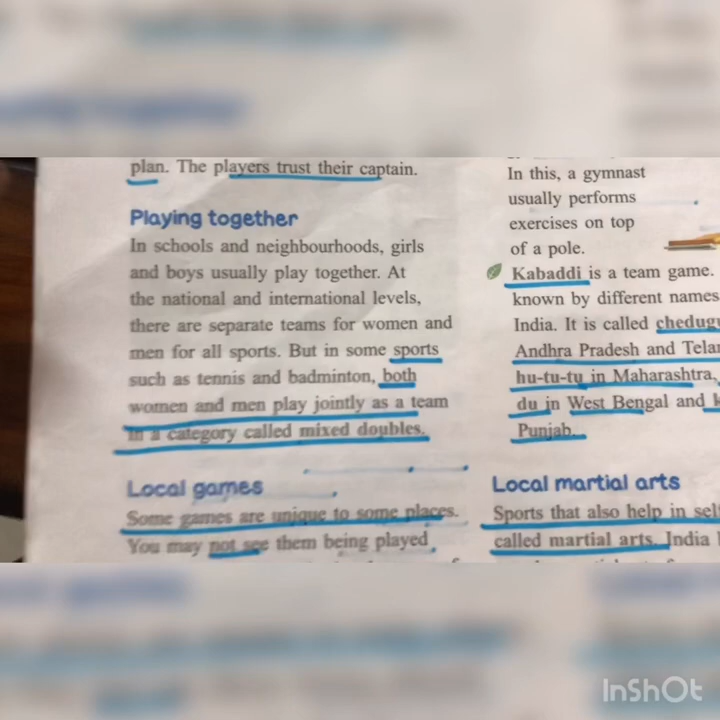 plan. The players trust their captain.
Playing together
In schools and neighbourhoods, girls
and boys usually play together. At
the national and international levels,
there are separate teams for women and
men for all sports. But in some sports
such as tennis and badminton, both
women and men play jointly as a team
in a category called mixed doubles.
Local games
Some games are unique to some places.
You may not see them being played
In this, a gymnast
usually performs
exercises on top
of a pole.
Kabaddi is a team game.
known by different names
India. It is called
Andhra Pradesh and
hu-tu-tu in Maharashtra,
du in West Bengal and
Punjab.
Local martial arts
Sports that also help in
called martial arts. India
InShOt